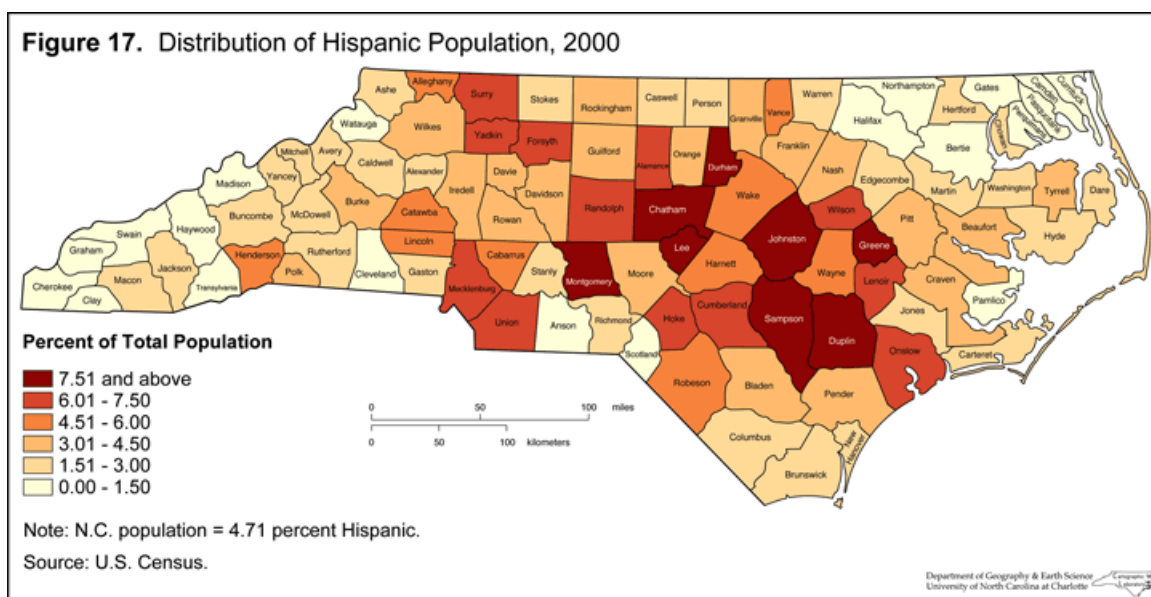 Figure 17. Distribution of Hispanic Population, 2000
Ashe
Alleghany
Surry
Stokes
Rockingham
Caswell
Person
Granville
Vance
Warren
Northampton
Gates
Camden
Currituck
Pasquotank
Perquimans
Hertford
Chowan
Halifax
Bertie
Watauga
Wilkes
Yadkin
Forsyth
Guilford
Alamance
Orange
Durham
Franklin
Nash
Edgecombe
Martin
Washington
Tyrrell
Dare
Mitchell
Avery
Caldwell
Alexander
Yancey
Madison
Iredell
Davie
Davidson
Randolph
Chatham
Wake
Wilson
Pitt
Beaufort
Hyde
Swain
Haywood
Buncombe
McDowell
Burke
Catawba
Rowan
Lincoln
Lee
Johnston
Greene
Graham
Jackson
Henderson
Rutherford
Polk
Cleveland
Gaston
Cabarrus
Stanly
Montgomery
Moore
Harnett
Wayne
Lenoir
Craven
Pamlico
Cherokee
Clay
Macon
Transylvania
Mecklenburg
Union
Anson
Richmond
Scotland
Hoke
Cumberland
Sampson
Duplin
Jones
Carteret
Onslow
Robeson
Bladen
Pender
Columbus
New Hanover
Brunswick
Percent of Total Population
7.51 and above
6.01 - 7.50
4.51 - 6.00
3.01 - 4.50
1.51 - 3.00
0.00 - 1.50
0 50 100 miles
0 50 100 kilometers
Note: N.C. population = 4.71 percent Hispanic.
Source: U.S. Census.
Department of Geography & Earth Science
University of North Carolina at Charlotte